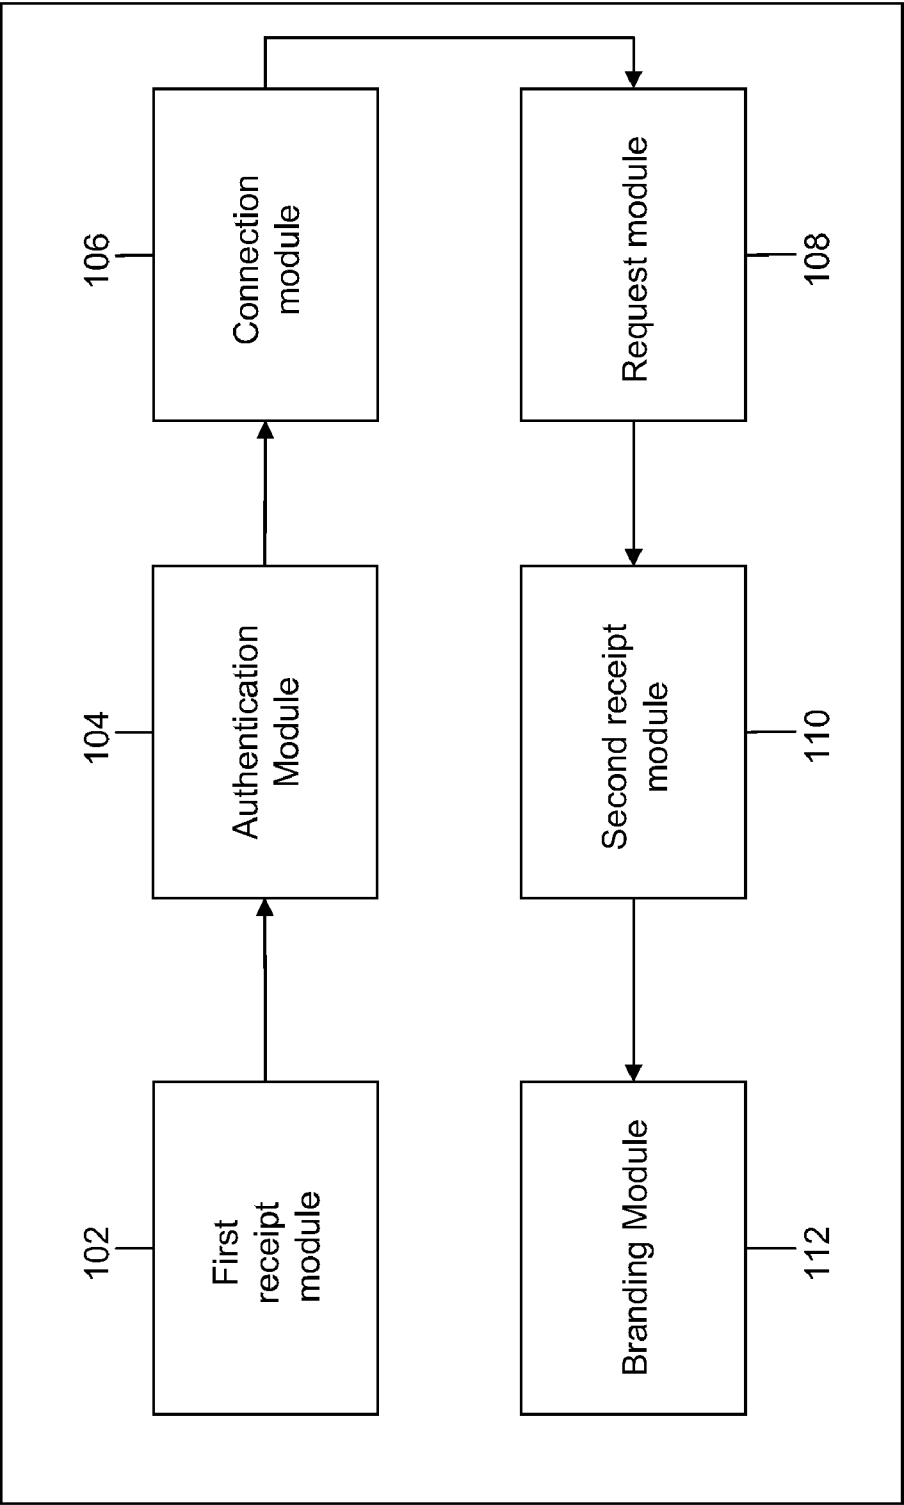 102
First
receipt
module
104
Authentication
Module
106
Connection
module
Branding Module
112
Second receipt
module
110
Request module
108